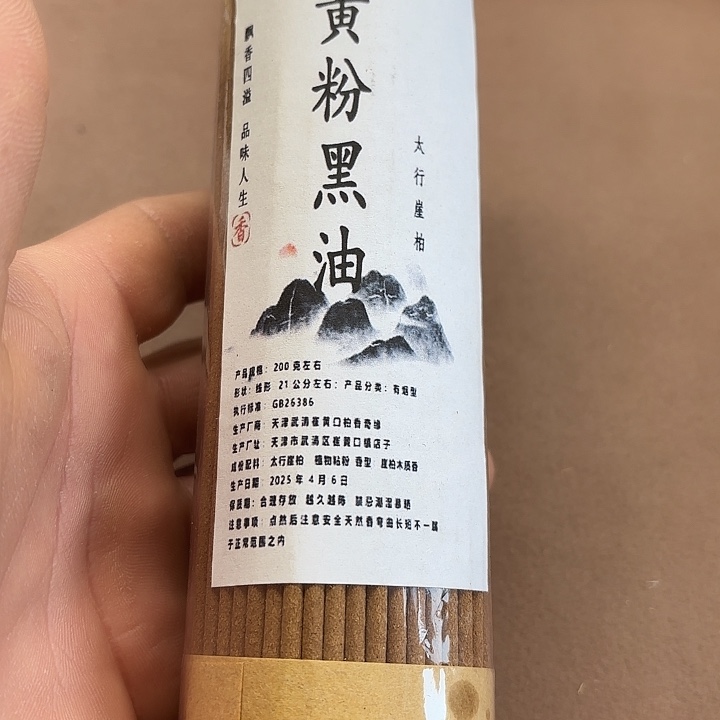 黄粉黑油
飘香四溢 品味人生
香
太行崖柏
产品规格：200 克左右
形状：线形 21 公分左右；产品分类：有烟型
执行标准：GB26386
生产厂商：天津武清崔黄口柏香奇缘
生产厂址：天津市武清区崔黄口镇店子
成份配料：太行崖柏 植物粘粉 香型 崖柏木质香
生产日期：2025 年 4 月 6 日
保质期：合理存放 越久越陈 禁忌潮湿暴晒
注意事项：点然后注意安全天然香弯曲长短不一属
于正常范围之内